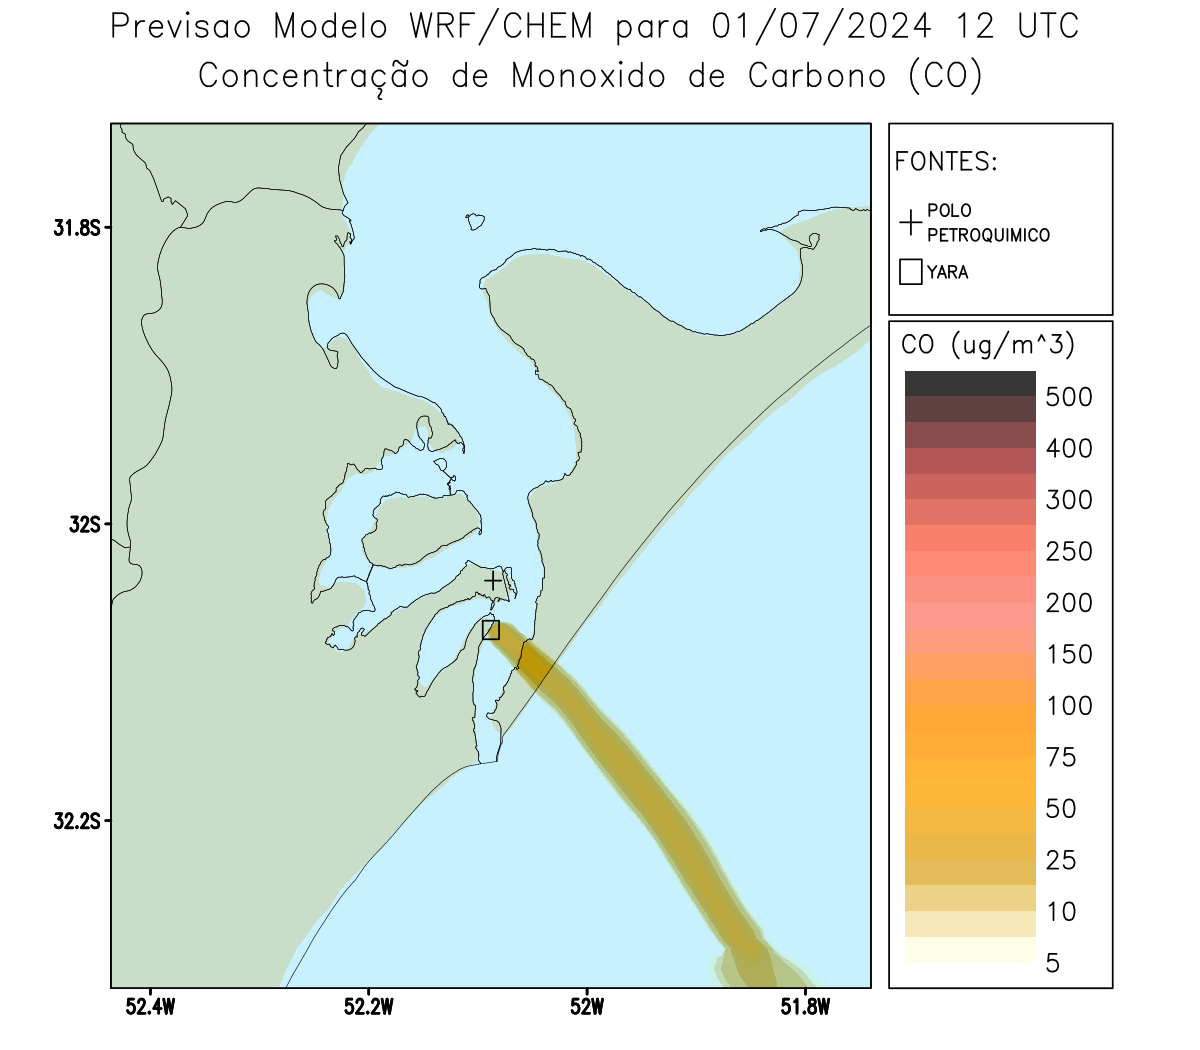 Previsao Modelo WRF/CHEM para 01/07/2024 12 UTC
Concentração de Monoxido de Carbono (CO)
FONTES:
POLO
PETROQUIMICO
YARA
CO (ug/m^3)
500
400
300
250
200
150
100
75
50
25
10
5
31.8S
32S
32.2S
52.4W
52.2W
52W
51.8W